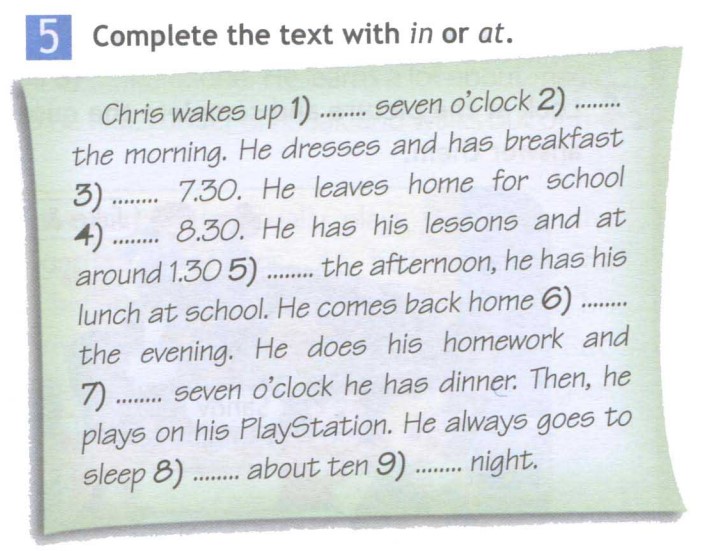 5 Complete the text with in or at.
Chris wakes up 1) ........ seven o'clock 2) ........
the morning. He dresses and has breakfast
3) ........ 7.30. He leaves home for school
4) ........ 8.30. He has his lessons and at
around 1.30 5) ........ the afternoon, he has his
lunch at school. He comes back home 6) ........
the evening. He does his homework and
7) ........ seven o'clock he has dinner. Then, he
plays on his PlayStation. He always goes to
sleep 8) ........ about ten 9) ........ night.